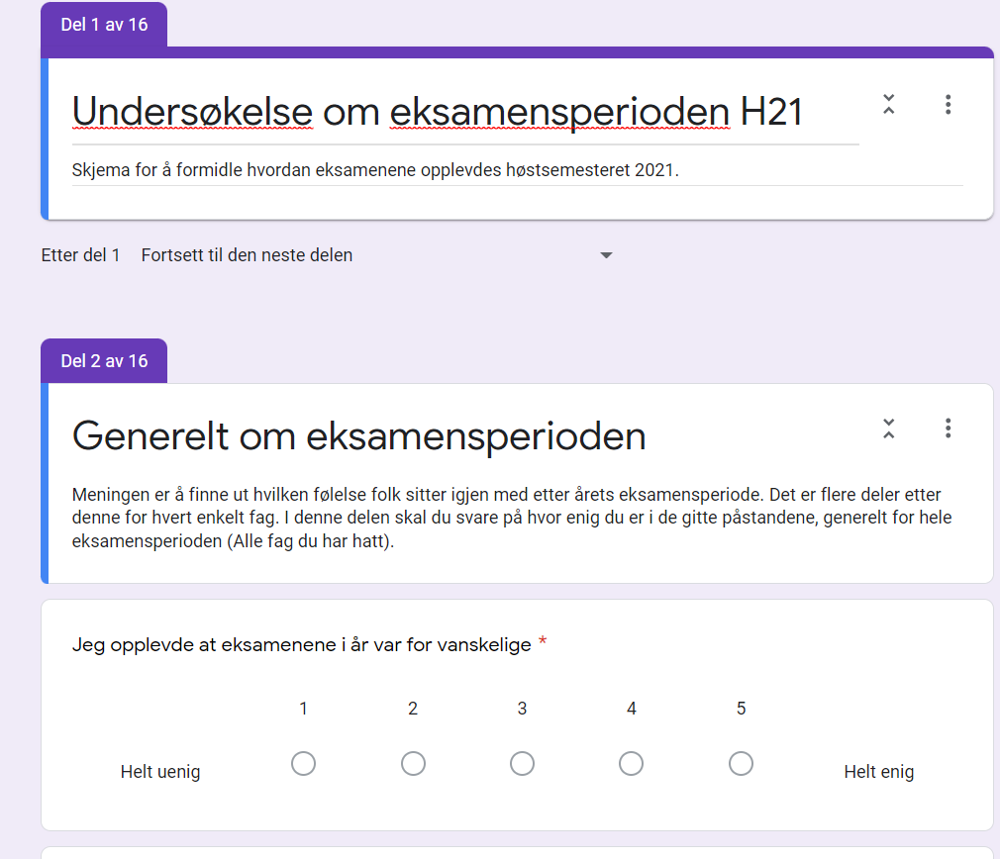 Del 1 av 16
Undersøkelse om eksamensperioden H21
Skjema for å formidle hvordan eksamenene opplevdes høstsemesteret 2021.
Etter del 1 Fortsett til den neste delen
Del 2 av 16
Generelt om eksamensperioden
Meningen er å finne ut hvilken følelse folk sitter igjen med etter årets eksamensperiode. Det er flere deler etter
denne for hvert enkelt fag. I denne delen skal du svare på hvor enig du er i de gitte påstandene, generelt for hele
eksamensperioden (Alle fag du har hatt).
Jeg opplevde at eksamenene i år var for vanskelige *
1 2 3 4 5
Helt uenig Helt enig